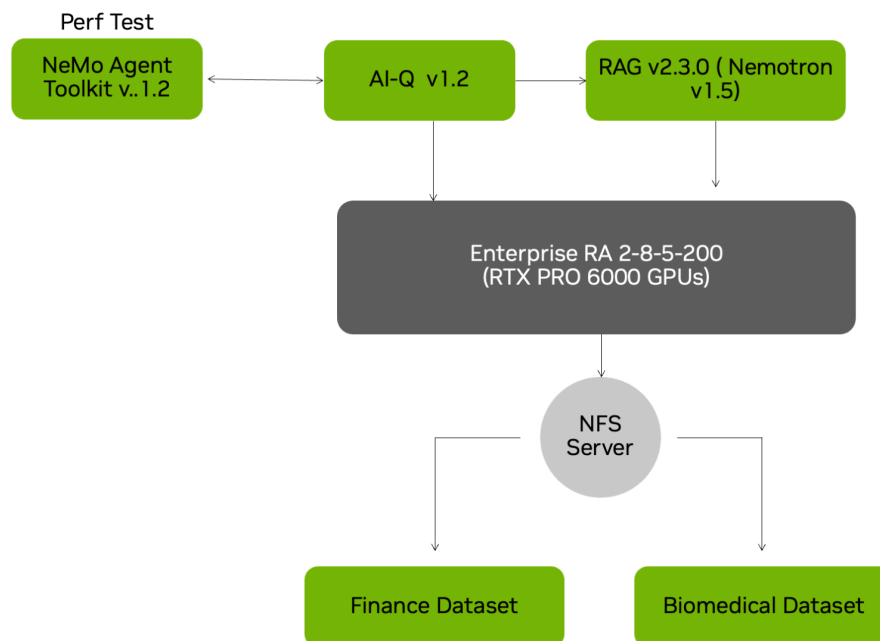 Perf Test
NeMo Agent
Toolkit v..1.2
AI-Q v1.2
RAG v2.3.0 ( Nemotron
v1.5)
Enterprise RA 2-8-5-200
(RTX PRO 6000 GPUs)
NFS
Server
Finance Dataset
Biomedical Dataset